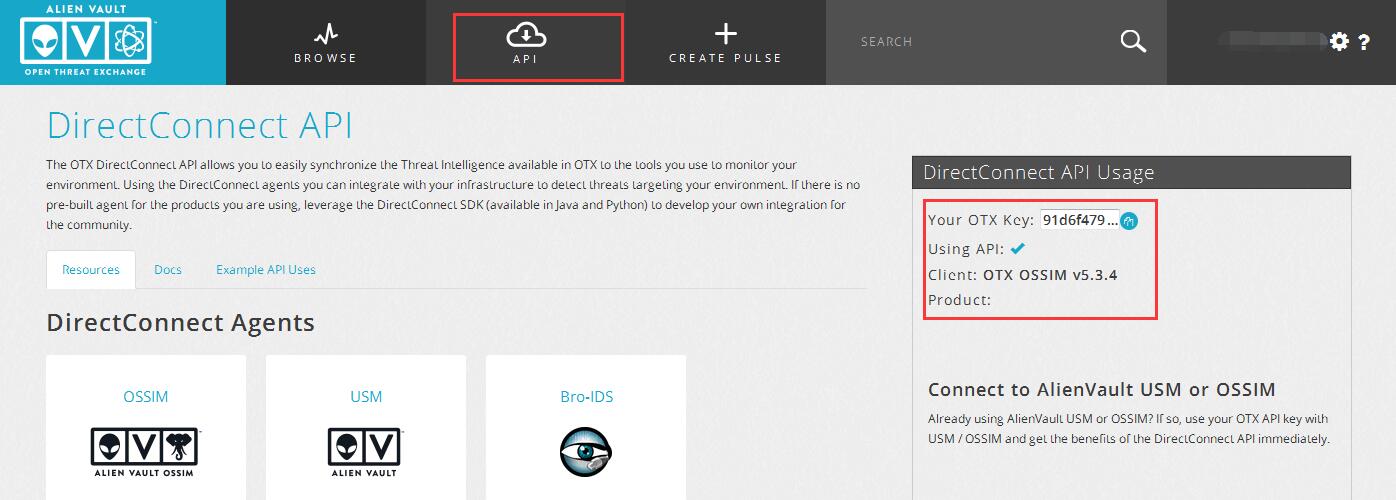 ALIEN VAULT
OV
OPEN THREAT EXCHANGE
BROWSE
API
CREATE PULSE
SEARCH
?
DirectConnect API
The OTX DirectConnect API allows you to easily synchronize the Threat Intelligence available in OTX to the tools you use to monitor your
environment. Using the DirectConnect agents you can integrate with your infrastructure to detect threats targeting your environment. If there is no
pre-built agent for the products you are using, leverage the DirectConnect SDK (available in Java and Python) to develop your own integration for
the community.
Resources Docs Example API Uses
DirectConnect Agents
OSSIM
V
ALIEN VAULT OSSIM
USM
V
ALIEN VAULT
Bro-IDS
DirectConnect API Usage
Your OTX Key: 91d6f479 ...
Using API:
Client: OTX OSSIM v5.3.4
Product:
Connect to AlienVault USM or OSSIM
Already using AlienVault USM or OSSIM? If so, use your OTX API key with
USM / OSSIM and get the benefits of the DirectConnect API immediately.